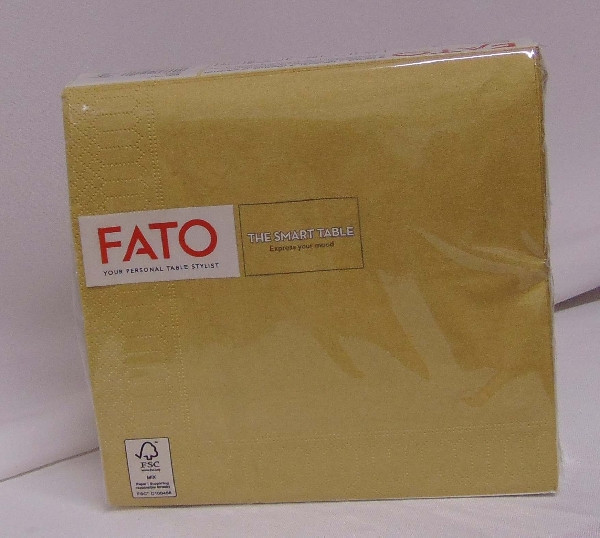 FATO
YOUR PERSONAL TABLE STYLIST
THE SMART TABLE
Express your mood
FSC
MIX